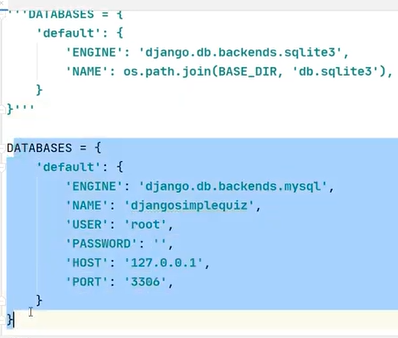 '''DATABASES = {
    'default': {
        'ENGINE': 'django.db.backends.sqlite3',
        'NAME': os.path.join(BASE_DIR, 'db.sqlite3'),
    }
}'''
DATABASES = {
    'default': {
        'ENGINE': 'django.db.backends.mysql',
        'NAME': 'djangosimplequiz',
        'USER': 'root',
        'PASSWORD': '',
        'HOST': '127.0.0.1',
        'PORT': '3306',
    }
}